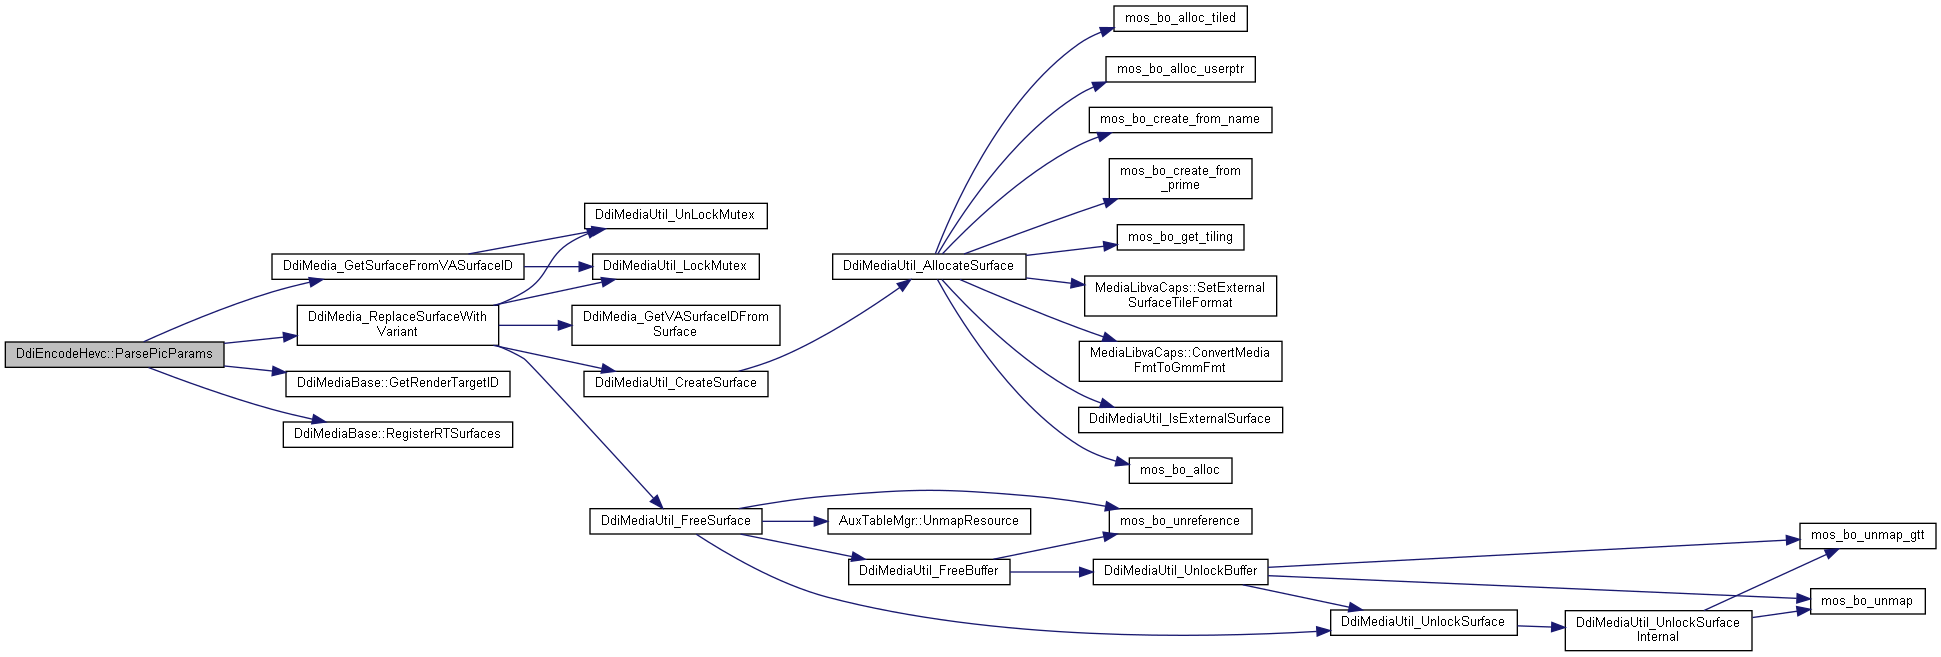 DdiEncodeHevc::ParsePicParams
DdiMedia_GetSurfaceFromVASurfaceID
DdiMedia_ReplaceSurfaceWith
Variant
DdiMediaBase::GetRenderTargetID
DdiMediaBase::RegisterRTSurfaces
DdiMediaUtil_UnLockMutex
DdiMediaUtil_LockMutex
DdiMedia_GetVASurfaceIDFrom
Surface
DdiMediaUtil_CreateSurface
DdiMediaUtil_FreeSurface
DdiMediaUtil_AllocateSurface
AuxTableMgr::UnmapResource
DdiMediaUtil_FreeBuffer
mos_bo_alloc_tiled
mos_bo_alloc_userptr
mos_bo_create_from_name
mos_bo_create_from
_prime
mos_bo_get_tiling
MediaLibvaCaps::SetExternal
SurfaceTileFormat
MediaLibvaCaps::ConvertMedia
FmtToGmmFmt
DdiMediaUtil_IsExternalSurface
mos_bo_alloc
mos_bo_unreference
DdiMediaUtil_UnlockBuffer
DdiMediaUtil_UnlockSurface
DdiMediaUtil_UnlockSurface
Internal
mos_bo_unmap_gtt
mos_bo_unmap